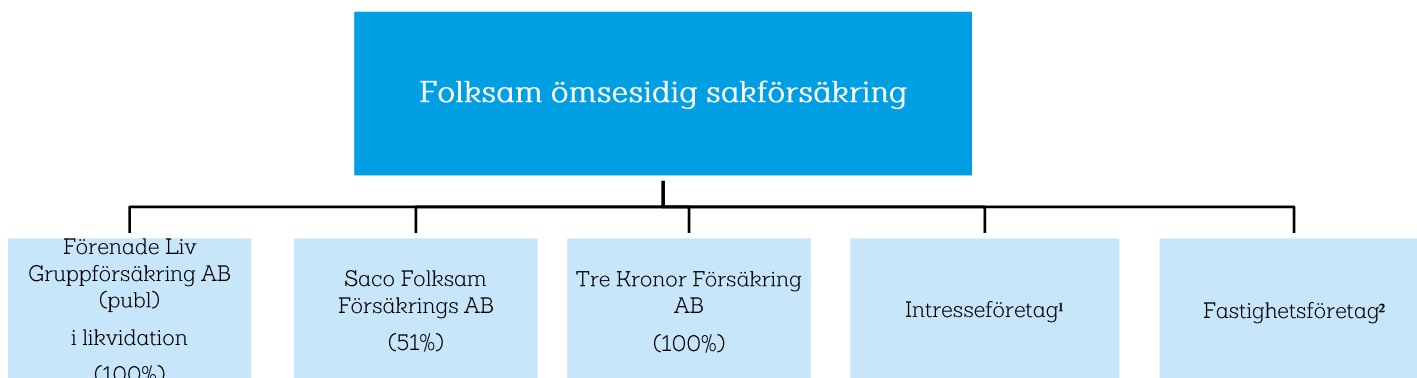 Folksam ömsesidig sakförsäkring
Förenade Liv
Gruppförsäkring AB
(publ)
i likvidation
(100%)
Saco Folksam
Försäkrings AB
(51%)
Tre Kronor Försäkring
AB
(100%)
Intresseföretag¹
Fastighetsföretag²